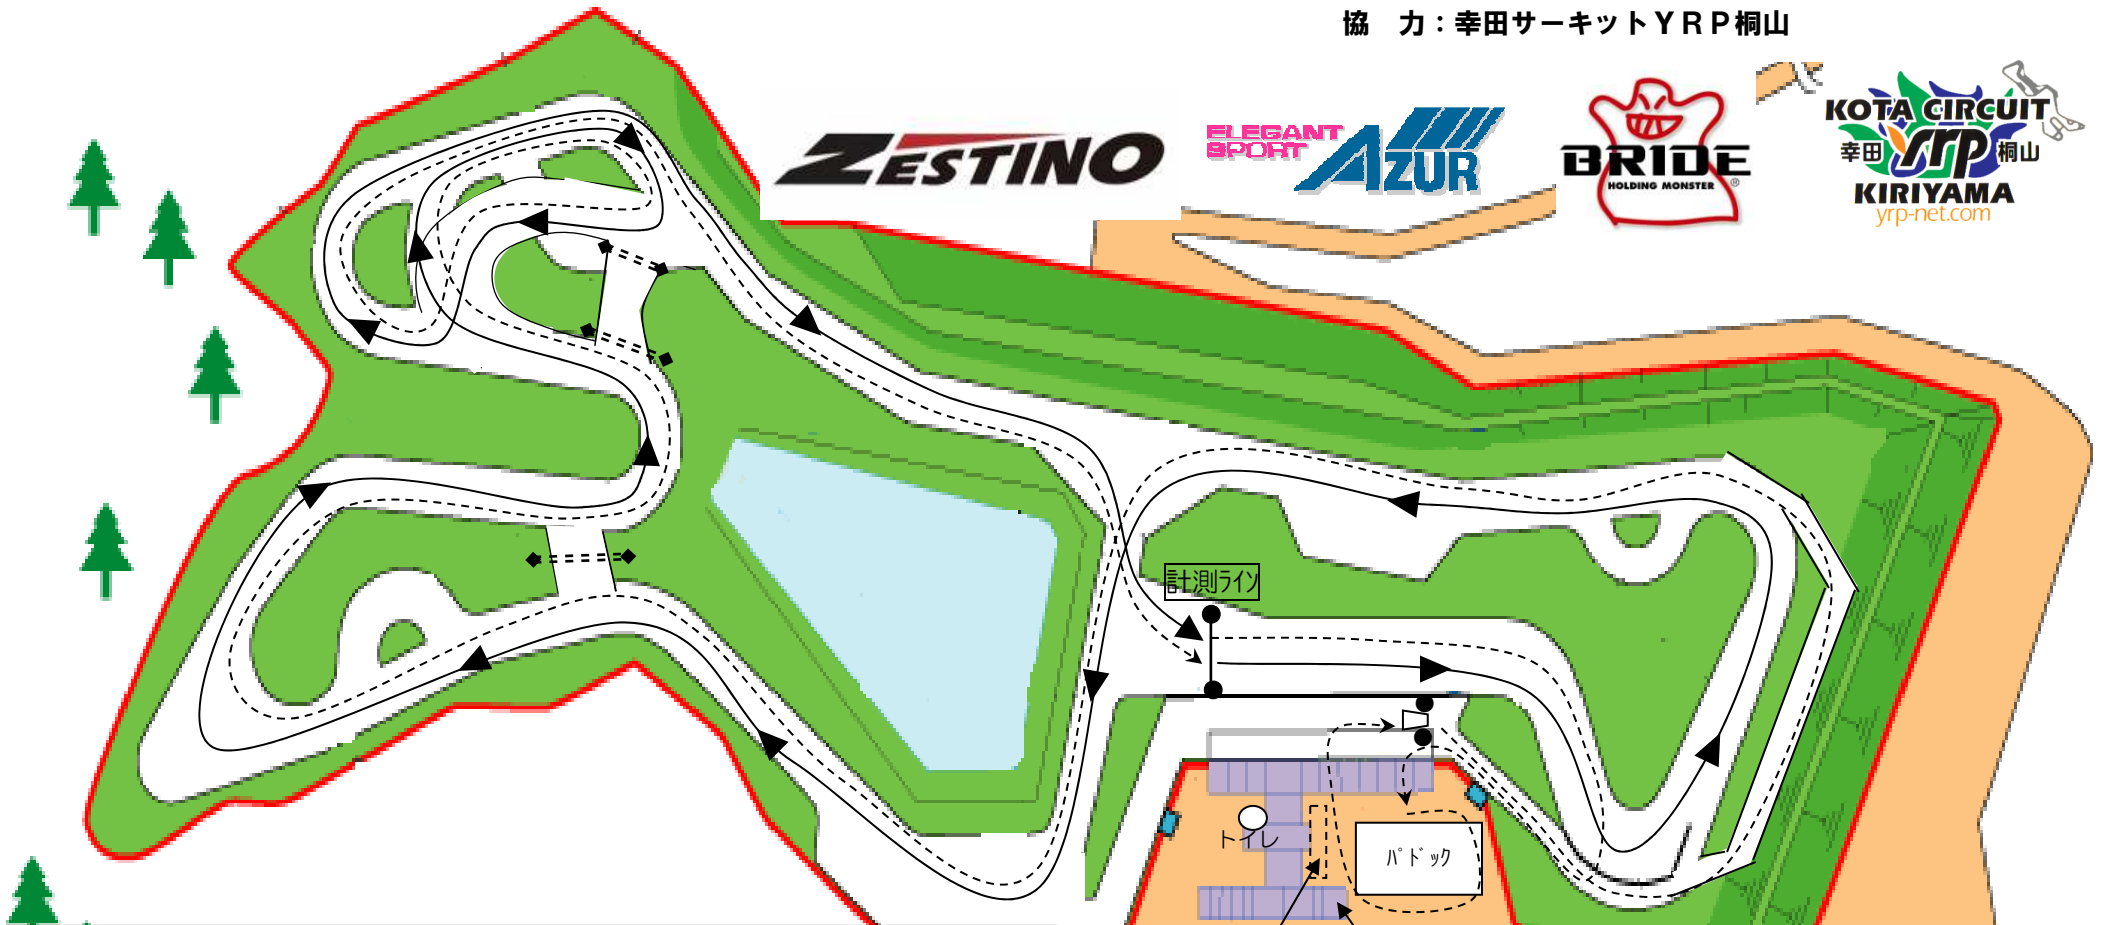 協　力：幸田サーキットＹＲＰ桐山
ZESTINO
ELEGANT
SPORT
AZUR
BRIDE
HOLDING MONSTER
®
KOTA CIRCUIT
幸田 yrp 桐山
KIRIYAMA
yrp-net.com
計測ﾗｲﾝ
トイレ
ﾊﾟﾄﾞｯｸ